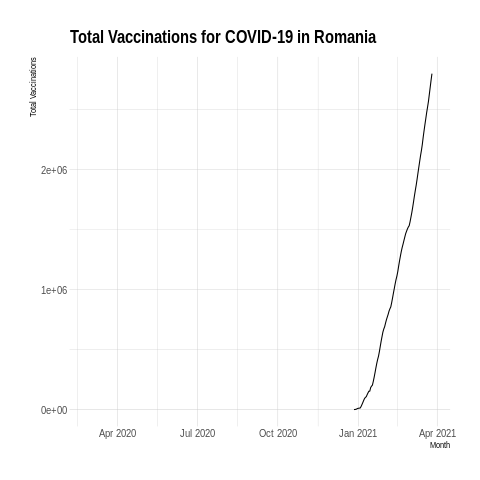 Total Vaccinations for COVID-19 in Romania
Total Vaccinations
2e+06
1e+06
0e+00
Apr 2020 Jul 2020 Oct 2020 Jan 2021 Apr 2021
Month